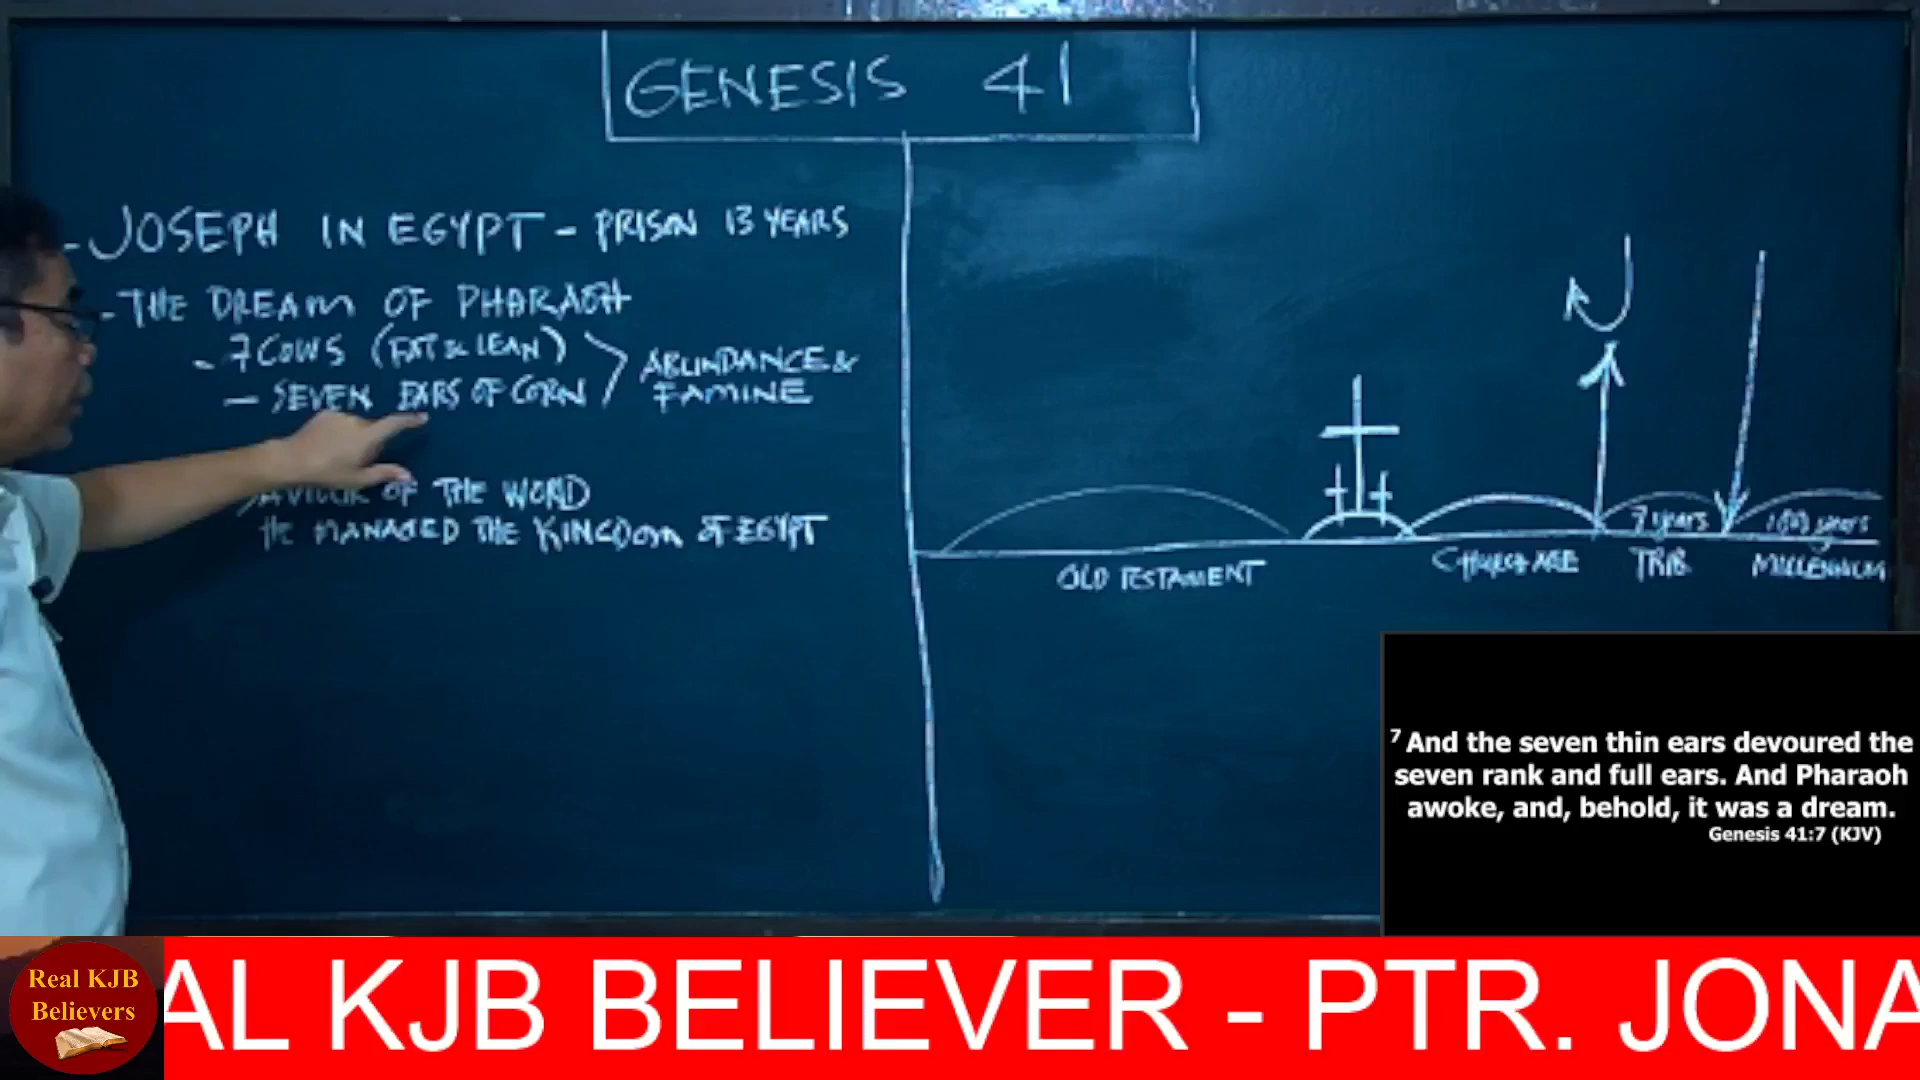 GENESIS 41
- JOSEPH IN EGYPT - PRISON 13 YEARS
- THE DREAM OF PHARAOH
- 7 COWS (FAT & LEAN)
- SEVEN EARS OF CORN
ABUNDANCE &
FAMINE
OF THE WORD
HE MANAGED THE KINGDOM OF EGYPT
7 years
years
OLD TESTAMENT
CHURCH AGE
TRIB
MILLENNIUM
7 And the seven thin ears devoured the
seven rank and full ears. And Pharaoh
awoke, and, behold, it was a dream.
Genesis 41:7 (KJV)
Real KJB
Believers
AL KJB BELIEVER - PTR. JONA